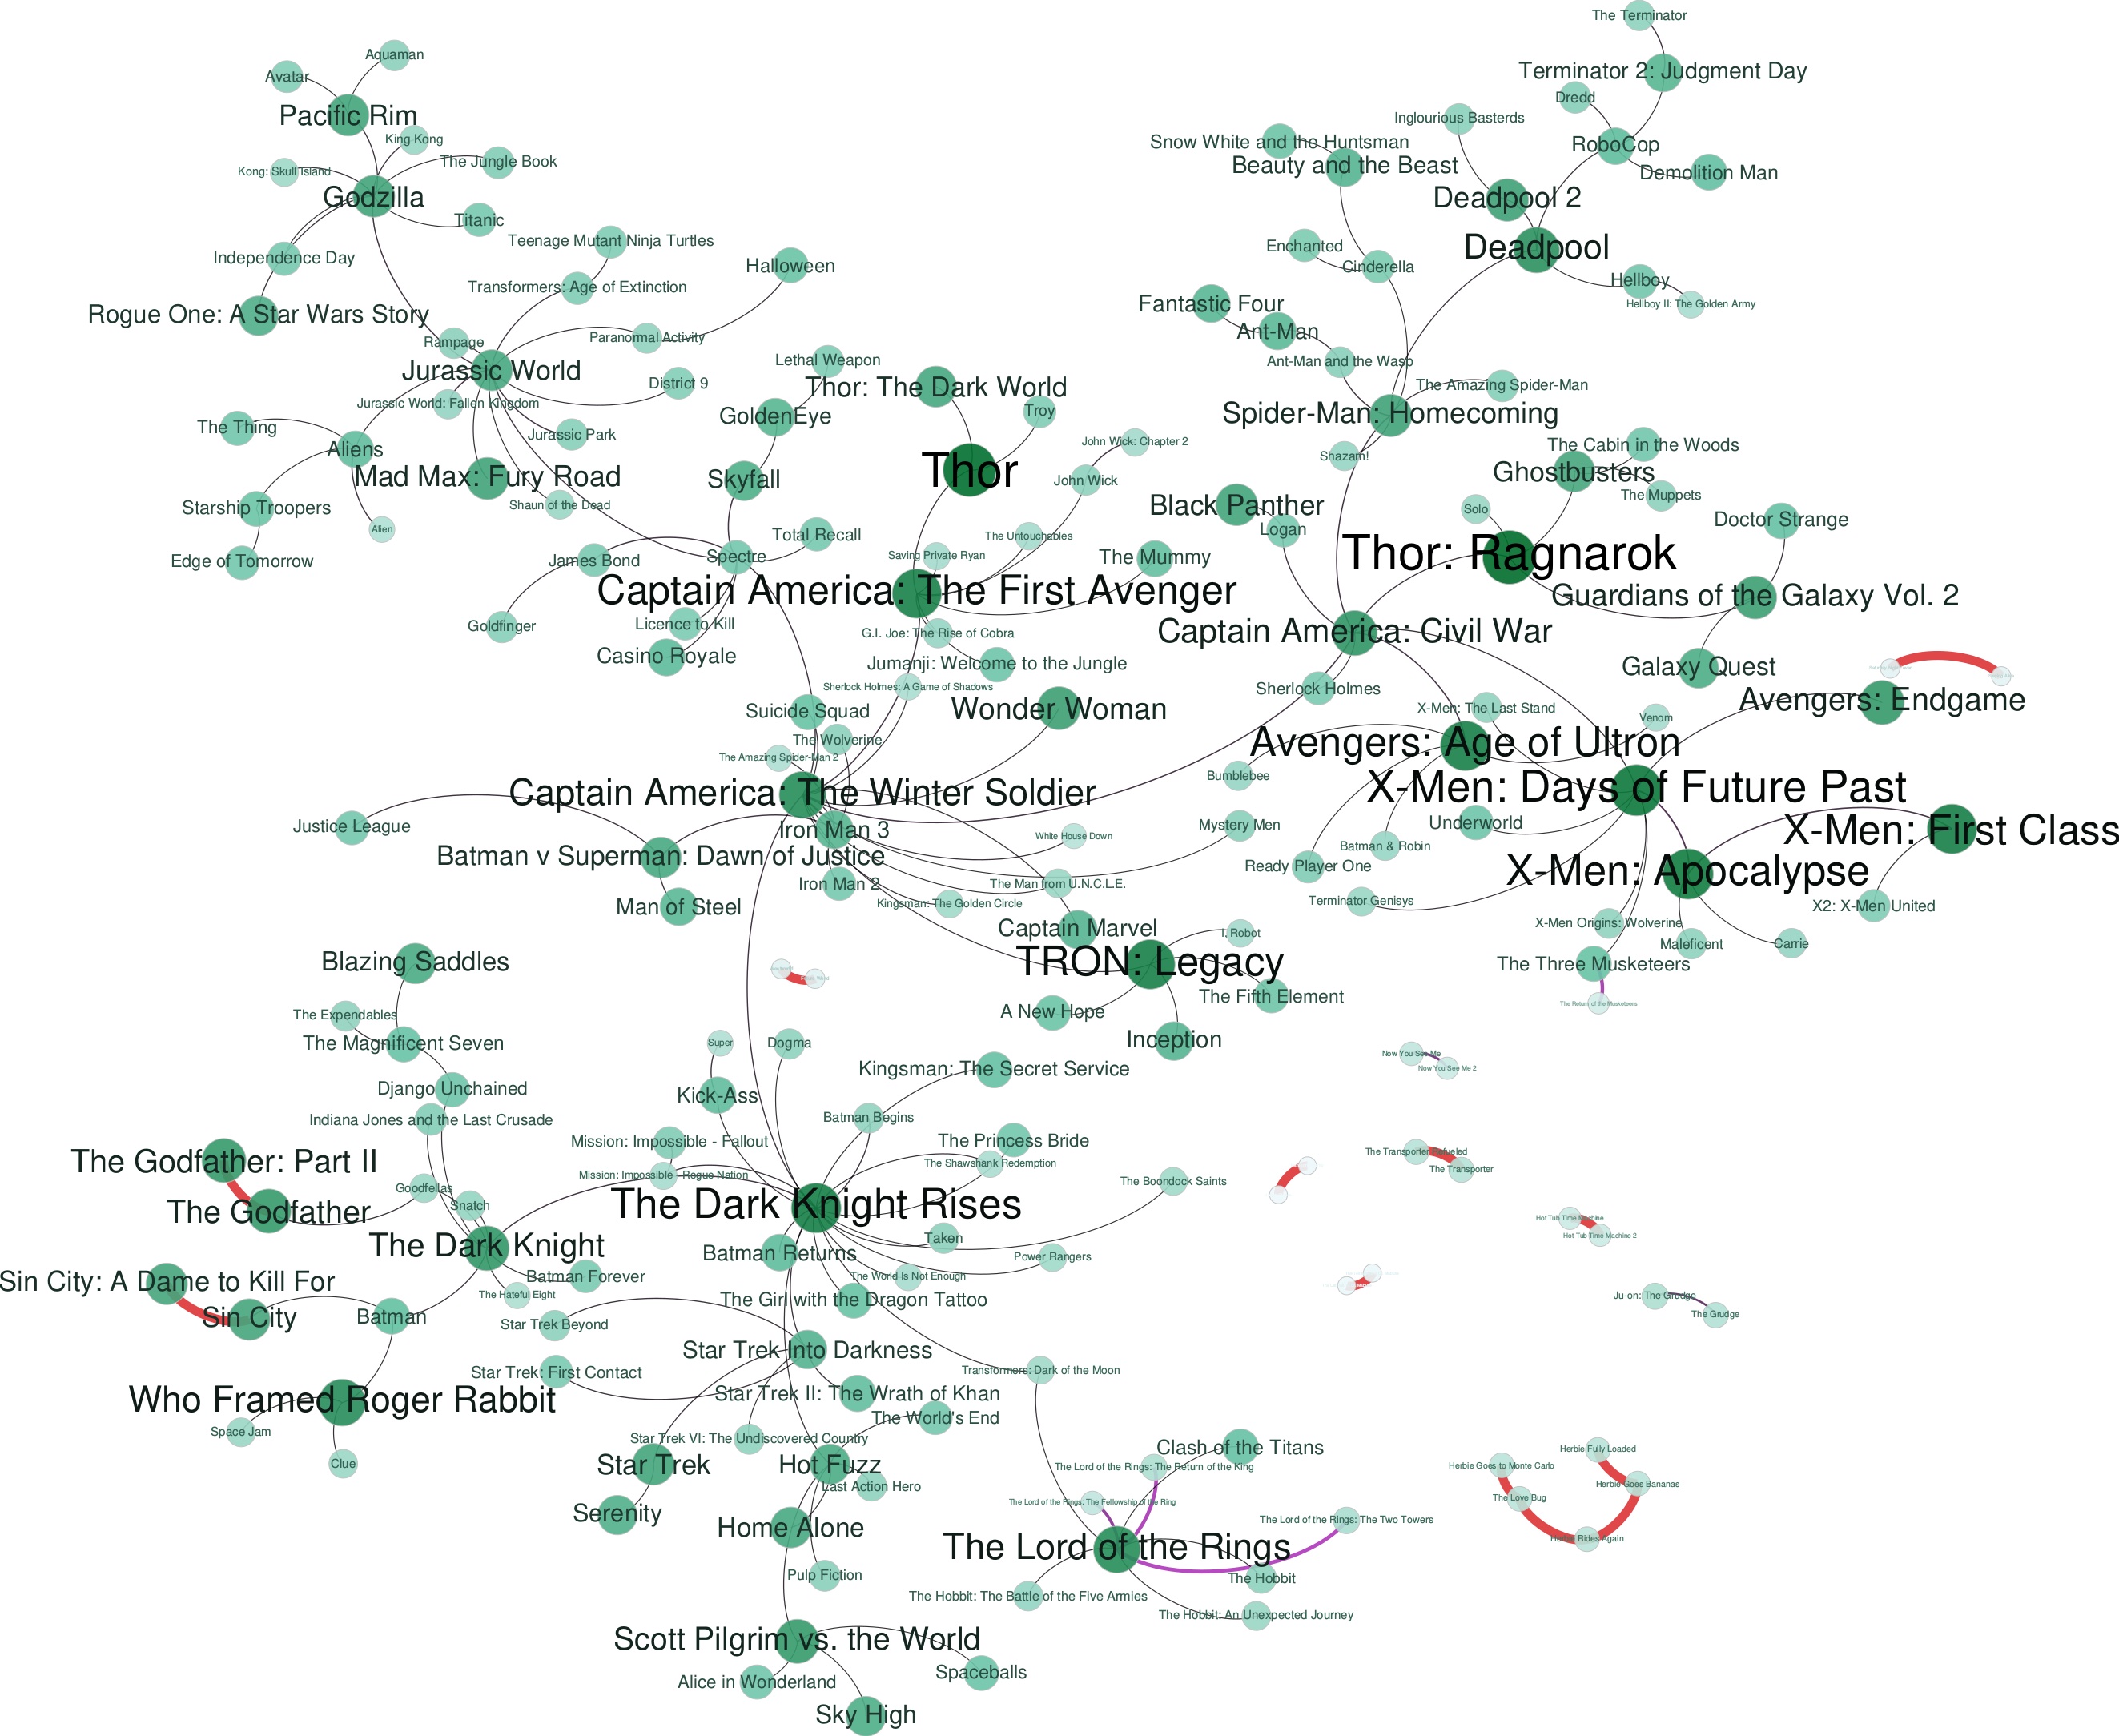 The Terminator
Aquaman
Avatar
Terminator 2: Judgment Day
Dredd
Pacific Rim
Inglourious Basterds
King Kong
Snow White and the Huntsman
RoboCop
The Jungle Book
Beauty and the Beast
Kong: Skull Island
Demolition Man
Godzilla
Deadpool 2
Titanic
Teenage Mutant Ninja Turtles
Enchanted
Deadpool
Independence Day
Halloween
Cinderella
Hellboy
Transformers: Age of Extinction
Fantastic Four
Hellboy II: The Golden Army
Rogue One: A Star Wars Story
Ant-Man
Paranormal Activity
Rampage
Lethal Weapon
Ant-Man and the Wasp
Jurassic World
District 9
Thor: The Dark World
The Amazing Spider-Man
Jurassic World: Fallen Kingdom
GoldenEye
Troy
Spider-Man: Homecoming
The Thing
Jurassic Park
John Wick: Chapter 2
The Cabin in the Woods
Aliens
Shazam!
Thor
Ghostbusters
Mad Max: Fury Road
Skyfall
John Wick
The Muppets
Shaun of the Dead
Black Panther
Starship Troopers
Solo
Doctor Strange
Alien
Logan
Total Recall
The Untouchables
Thor: Ragnarok
Saving Private Ryan
The Mummy
Spectre
Edge of Tomorrow
James Bond
Captain America: The First Avenger
Guardians of the Galaxy Vol. 2
Goldfinger
Licence to Kill
G.I. Joe: The Rise of Cobra
Captain America: Civil War
Casino Royale
Jumanji: Welcome to the Jungle
Galaxy Quest
Sherlock Holmes: A Game of Shadows
Sherlock Holmes
Avengers: Endgame
Suicide Squad
Wonder Woman
X-Men: The Last Stand
Venom
The Wolverine
Avengers: Age of Ultron
The Amazing Spider-Man 2
Bumblebee
X-Men: Days of Future Past
Captain America: The Winter Soldier
Justice League
Iron Man 3
White House Down
Mystery Men
Underworld
X-Men: First Class
Batman & Robin
Batman v Superman: Dawn of Justice
Ready Player One
X-Men: Apocalypse
Iron Man 2
The Man from U.N.C.L.E.
Kingsman: The Golden Circle
Terminator Genisys
Man of Steel
X2: X-Men United
Captain Marvel
X-Men Origins: Wolverine
I, Robot
Maleficent
Carrie
Blazing Saddles
TRON: Legacy
The Three Musketeers
The Fifth Element
The Return of the Musketeers
A New Hope
The Expendables
The Magnificent Seven
Super
Dogma
Inception
Now You See Me
Now You See Me 2
Kingsman: The Secret Service
Django Unchained
Kick-Ass
Indiana Jones and the Last Crusade
Batman Begins
Mission: Impossible - Fallout
The Princess Bride
The Transporter Refueled
The Godfather: Part II
The Shawshank Redemption
The Transporter
Mission: Impossible - Rogue Nation
The Boondock Saints
Goodfellas
Snatch
The Dark Knight Rises
The Godfather
Hot Tub Time Machine
Hot Tub Time Machine 2
The Dark Knight
Taken
Batman Returns
Power Rangers
Batman Forever
The World Is Not Enough
Sin City: A Dame to Kill For
The Hateful Eight
Ju-on: The Grudge
The Girl with the Dragon Tattoo
The Grudge
Sin City
Batman
Star Trek Beyond
Star Trek Into Darkness
Transformers: Dark of the Moon
Star Trek: First Contact
Star Trek II: The Wrath of Khan
Who Framed Roger Rabbit
The World's End
Space Jam
Star Trek VI: The Undiscovered Country
Clash of the Titans
Herbie Fully Loaded
Clue
Star Trek
Hot Fuzz
The Lord of the Rings: The Return of the King
Herbie Goes to Monte Carlo
Last Action Hero
Herbie Goes Bananas
The Love Bug
The Lord of the Rings: The Fellowship of the Ring
Serenity
The Lord of the Rings: The Two Towers
Home Alone
Herbie Rides Again
The Lord of the Rings
Pulp Fiction
The Hobbit
The Hobbit: The Battle of the Five Armies
The Hobbit: An Unexpected Journey
Scott Pilgrim vs. the World
Spaceballs
Alice in Wonderland
Sky High